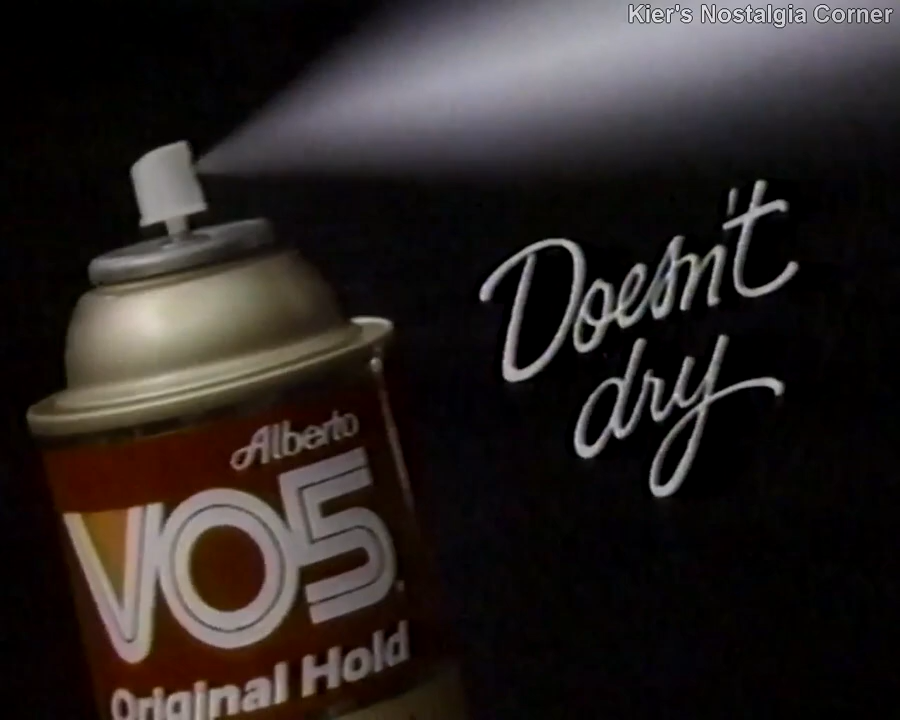 Kier's Nostalgia Corner
Doesn't
dry
Alberto
VO5
Original Hold